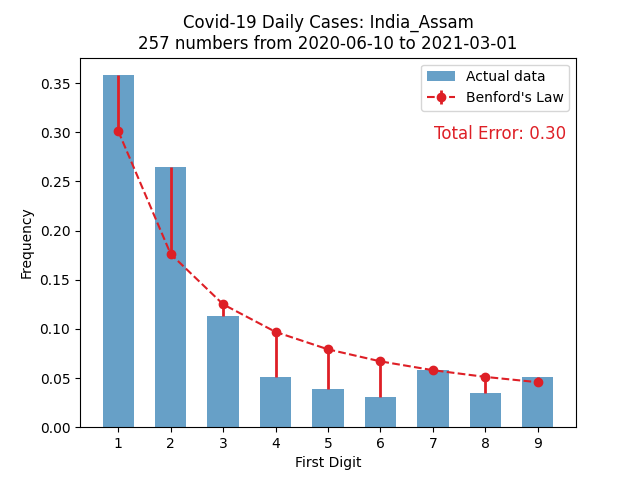 Covid-19 Daily Cases: India_Assam
257 numbers from 2020-06-10 to 2021-03-01
Actual data
Benford's Law
Total Error: 0.30
Frequency
0.35
0.30
0.25
0.20
0.15
0.10
0.05
0.00
1 2 3 4 5 6 7 8 9
First Digit